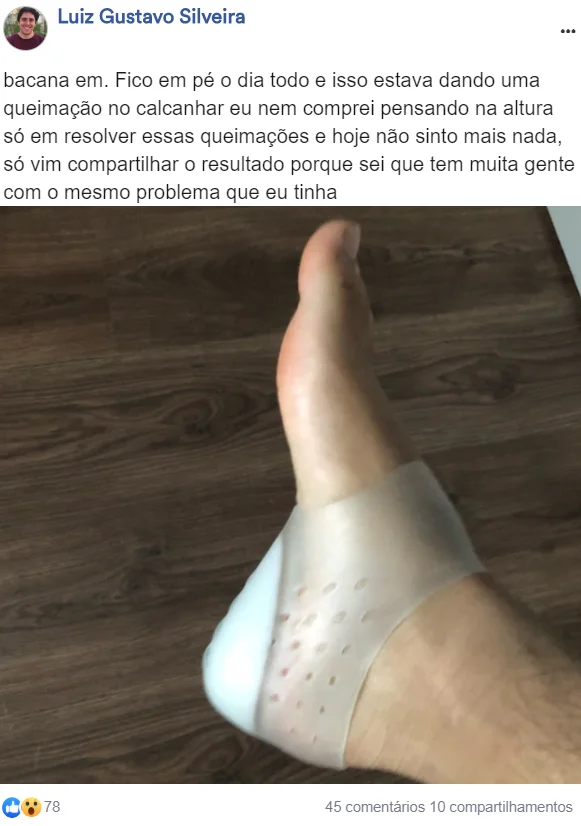 Luiz Gustavo Silveira
bacana em. Fico em pé o dia todo e isso estava dando uma
queimação no calcanhar eu nem comprei pensando na altura
só em resolver essas queimações e hoje não sinto mais nada,
só vim compartilhar o resultado porque sei que tem muita gente
com o mesmo problema que eu tinha
78
45 comentários 10 compartilhamentos